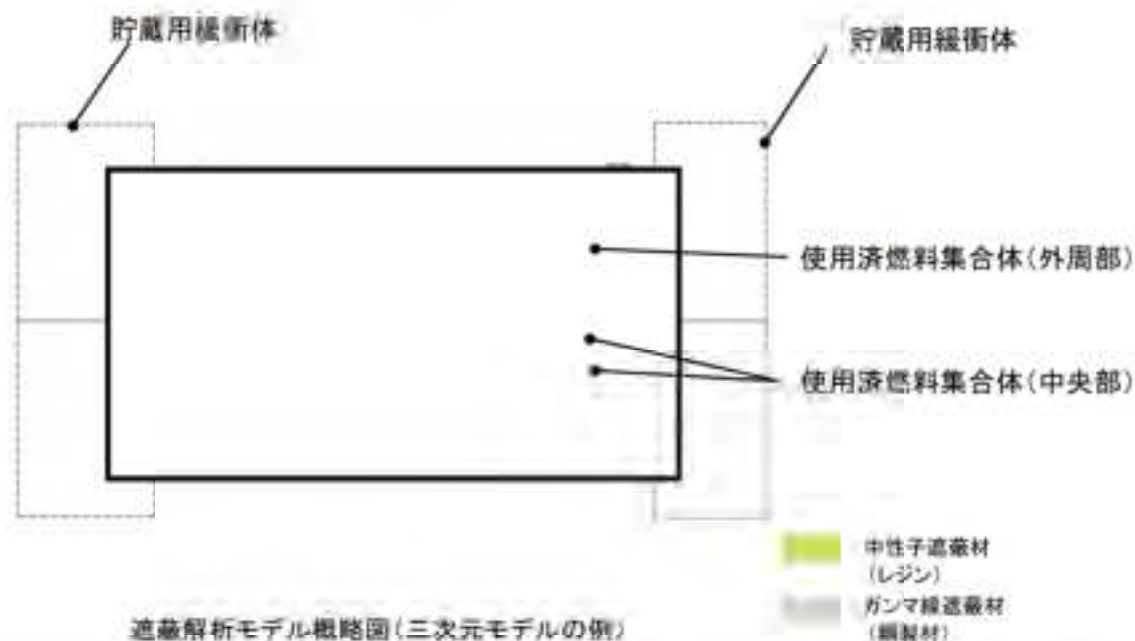 貯蔵用緩衝体
貯蔵用緩衝体
使用済燃料集合体(外周部)
使用済燃料集合体(中央部)
中性子遮蔽材
(レジン)
ガンマ線遮蔽材
(鋼製材)
遮蔽解析モデル概略図(三次元モデルの例)